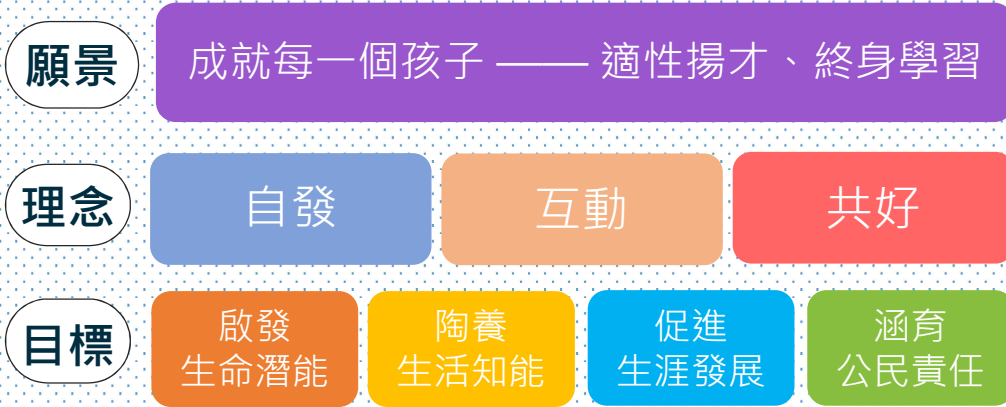 願景
成就每一個孩子 —— 適性揚才、終身學習
理念
自發
互動
共好
目標
啟發
生命潛能
陶養
生活知能
促進
生涯發展
涵育
公民責任